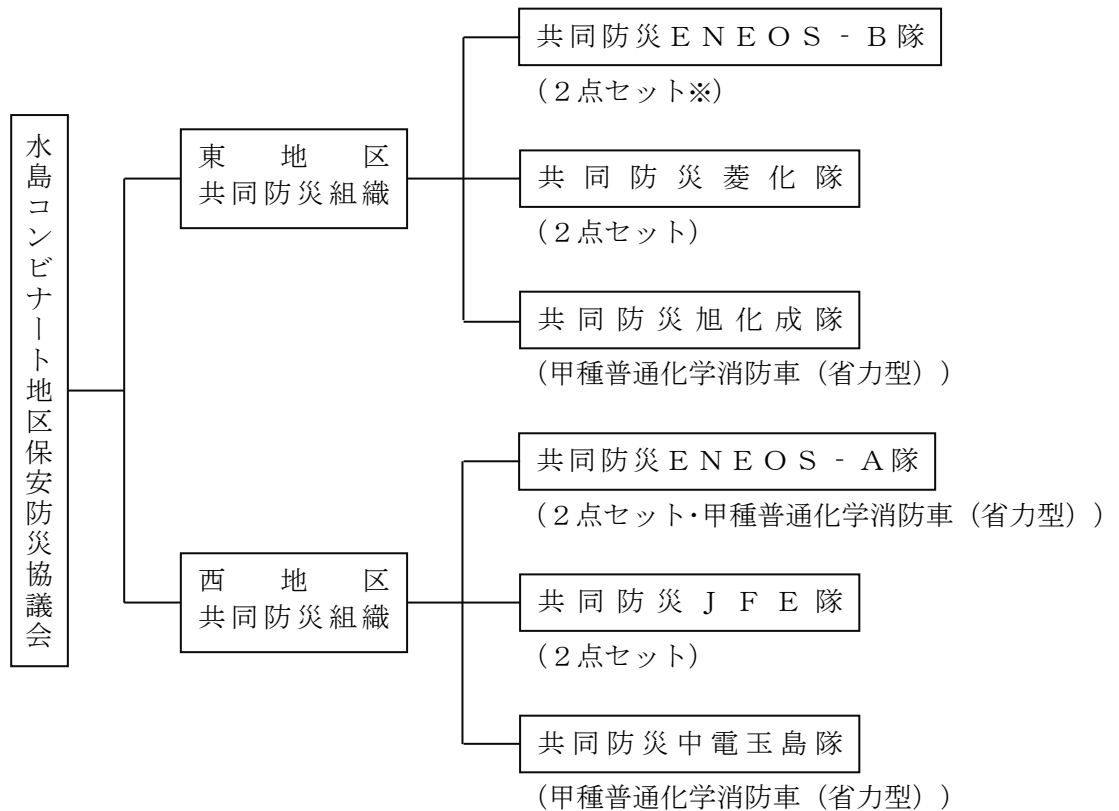 水島コンビナート地区保安防災協議会
東地区
共同防災組織
共同防災ＥＮＥＯＳ‐Ｂ隊
（２点セット※）
共同防災菱化隊
（２点セット）
共同防災旭化成隊
（甲種普通化学消防車（省力型））
西地区
共同防災組織
共同防災ＥＮＥＯＳ‐Ａ隊
（２点セット・甲種普通化学消防車（省力型））
共同防災ＪＦＥ隊
（２点セット）
共同防災中電玉島隊
（甲種普通化学消防車（省力型））